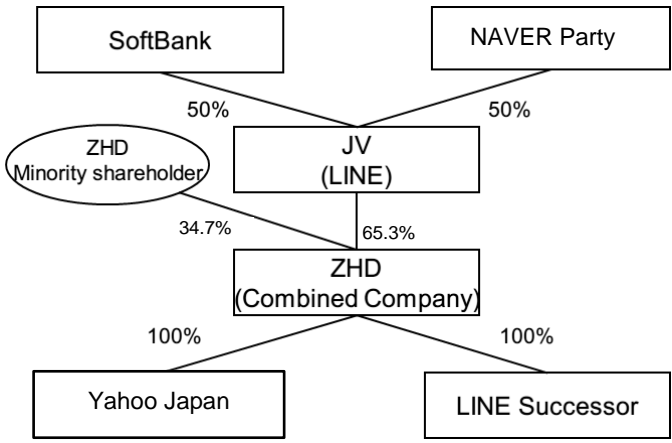 SoftBank
NAVER Party
50%
50%
ZHD
Minority shareholder
JV
(LINE)
34.7%
65.3%
ZHD
(Combined Company)
100%
100%
Yahoo Japan
LINE Successor